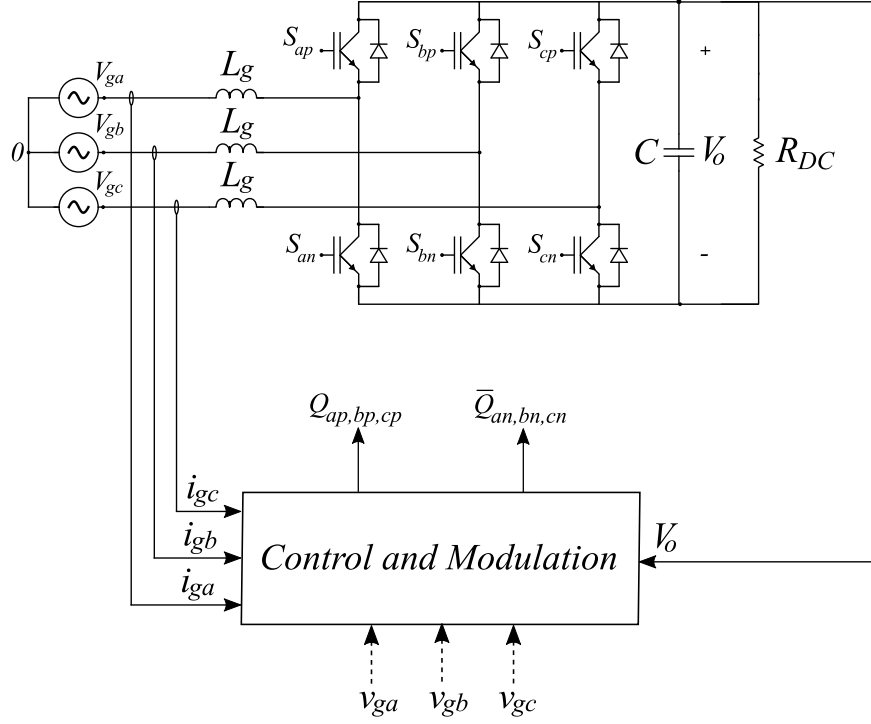 S_ap S_bp S_cp
V_ga
L_g
V_gb
L_g
0
V_gc
L_g
+
C
V_o
R_DC
S_an S_bn S_cn
-
Q_ap,bp,cp
Q̅_an,bn,cn
i_gc
i_gb
i_ga
Control and Modulation
V_o
v_ga v_gb v_gc